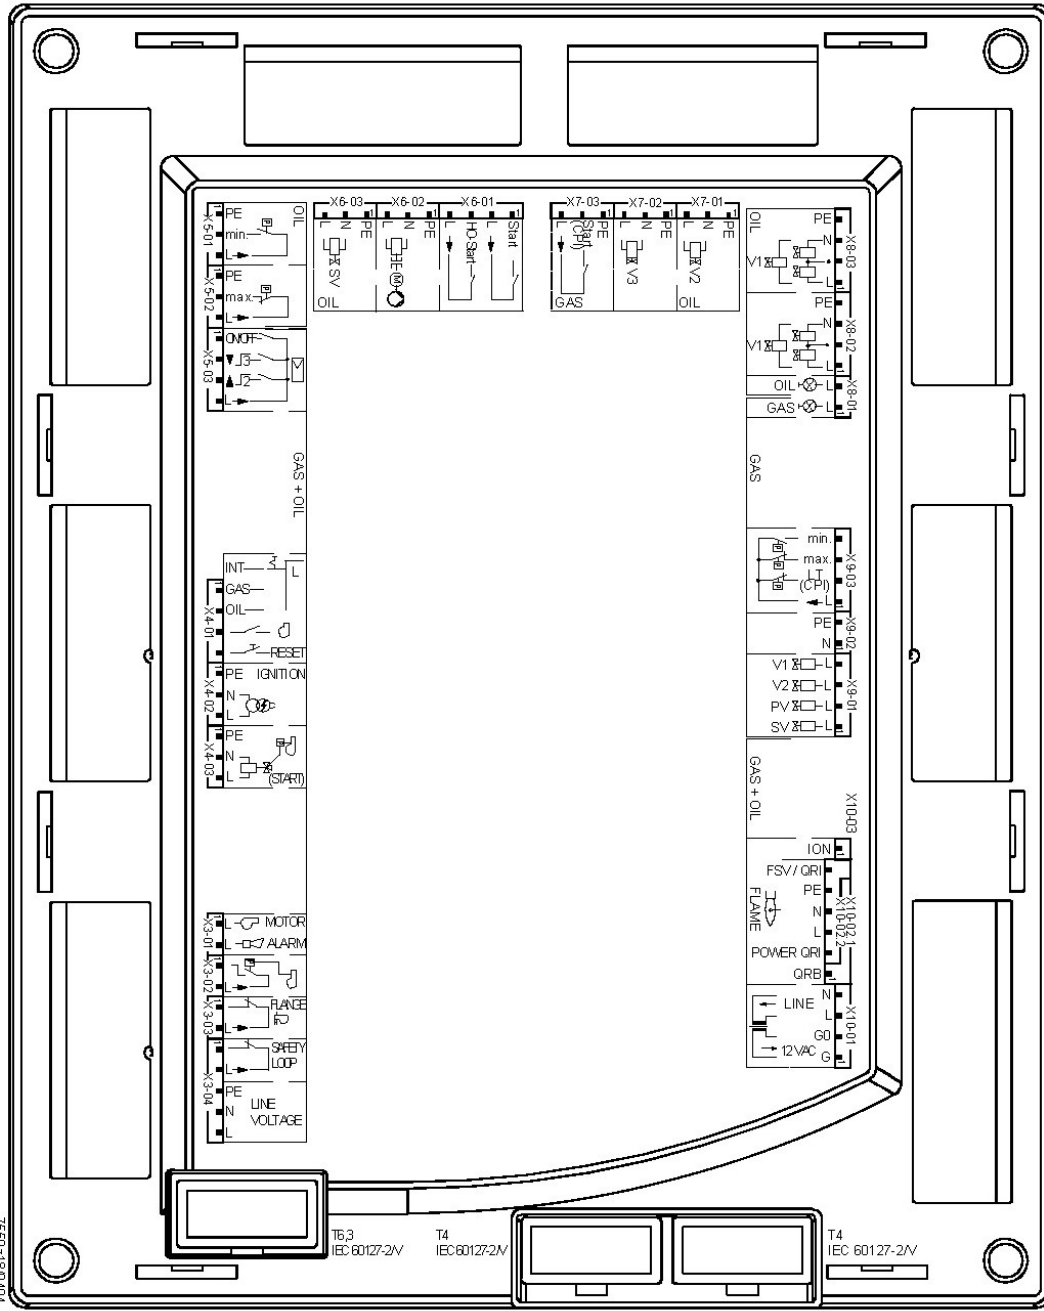 X6-03
X6-02
X6-01
L
N
PE
SV
OIL
L
N
PE
M
L
HO-Start
L
Start
X7-03
X7-02
X7-01
L
Start
(CPI)
PE
GAS
L
N
PE
V3
L
N
PE
V2
OIL
X5-01
PE
min.
L
P
OIL
X5-02
PE
max.
L
P
X5-03
ON/OFF
3
2
L
GAS + OIL
X4-01
INT
L
GAS
OIL
RESET
X4-02
PE
IGNITION
N
L
X4-03
PE
N
L
P
(START)
X3-01
L
MOTOR
L
ALARM
X3-02
P
L
X3-03
FLANGE
L
X3-04
SAFETY
LOOP
L
PE
N
L
LINE
VOLTAGE
OIL
PE
N
V1
L
X8-03
PE
N
V1
L
X8-02
OIL
L
GAS
L
X8-01
GAS
min.
max.
LT
(CPI)
L
P
P
P
X9-03
PE
N
X9-02
V1
L
V2
L
PV
L
SV
L
X9-01
GAS + OIL
X10-03
ION
FSV / QRI
PE
N
L
POWER QRI
QRB
FLAME
X10-02.1
X10-02.2
N
LINE
L
G0
12VAC
G
X10-01
T6,3
IEC 60127-2/V
T4
IEC 60127-2/V
T4
IEC 60127-2/V